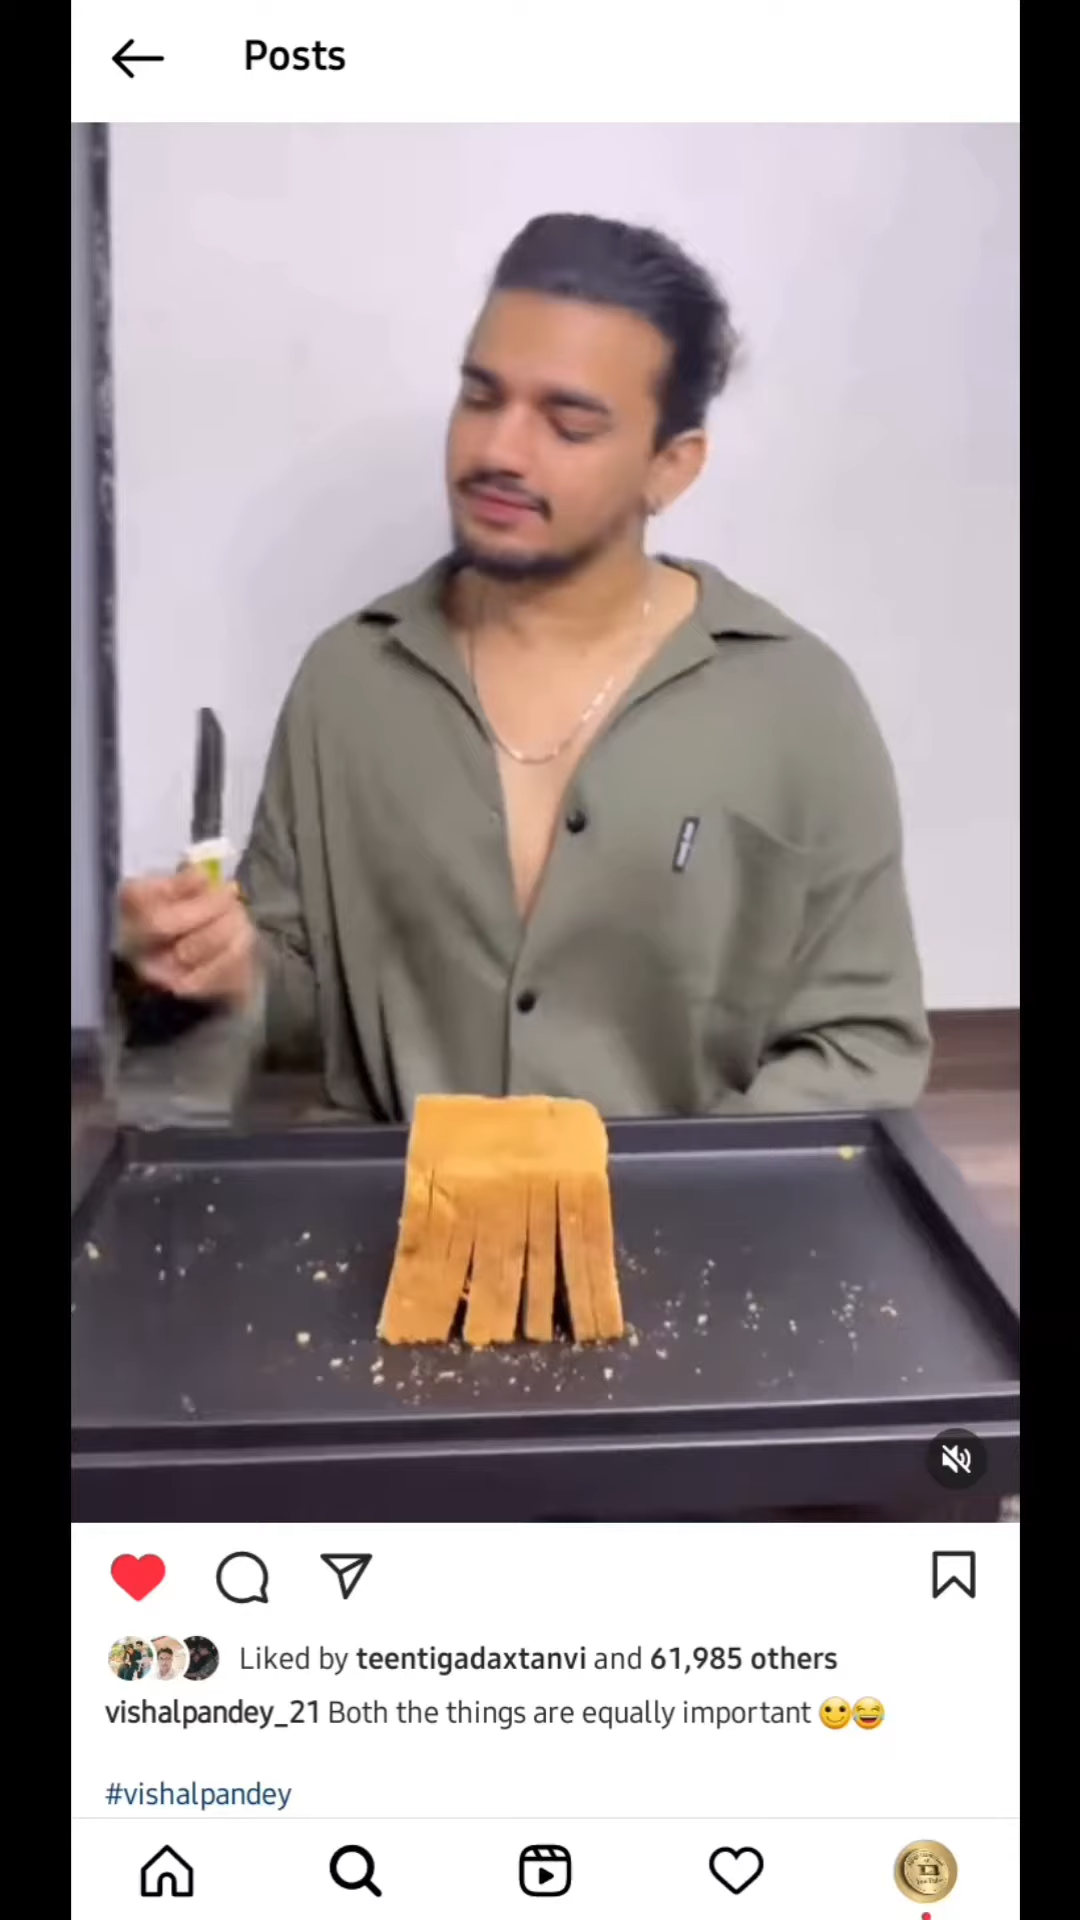 Posts
Liked by teentigadaxtanvi and 61,985 others
vishalpandey_21 Both the things are equally important 🙂😂
#vishalpandey